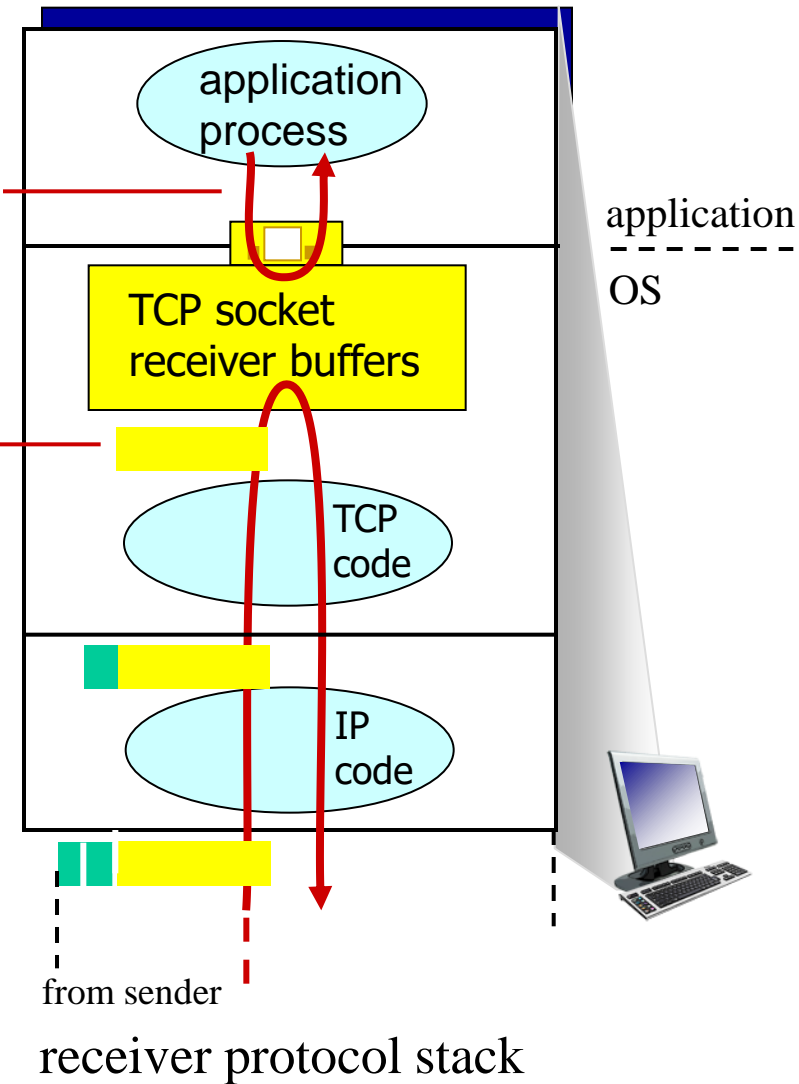 application
process
application
OS
TCP socket
receiver buffers
TCP
code
IP
code
from sender
receiver protocol stack